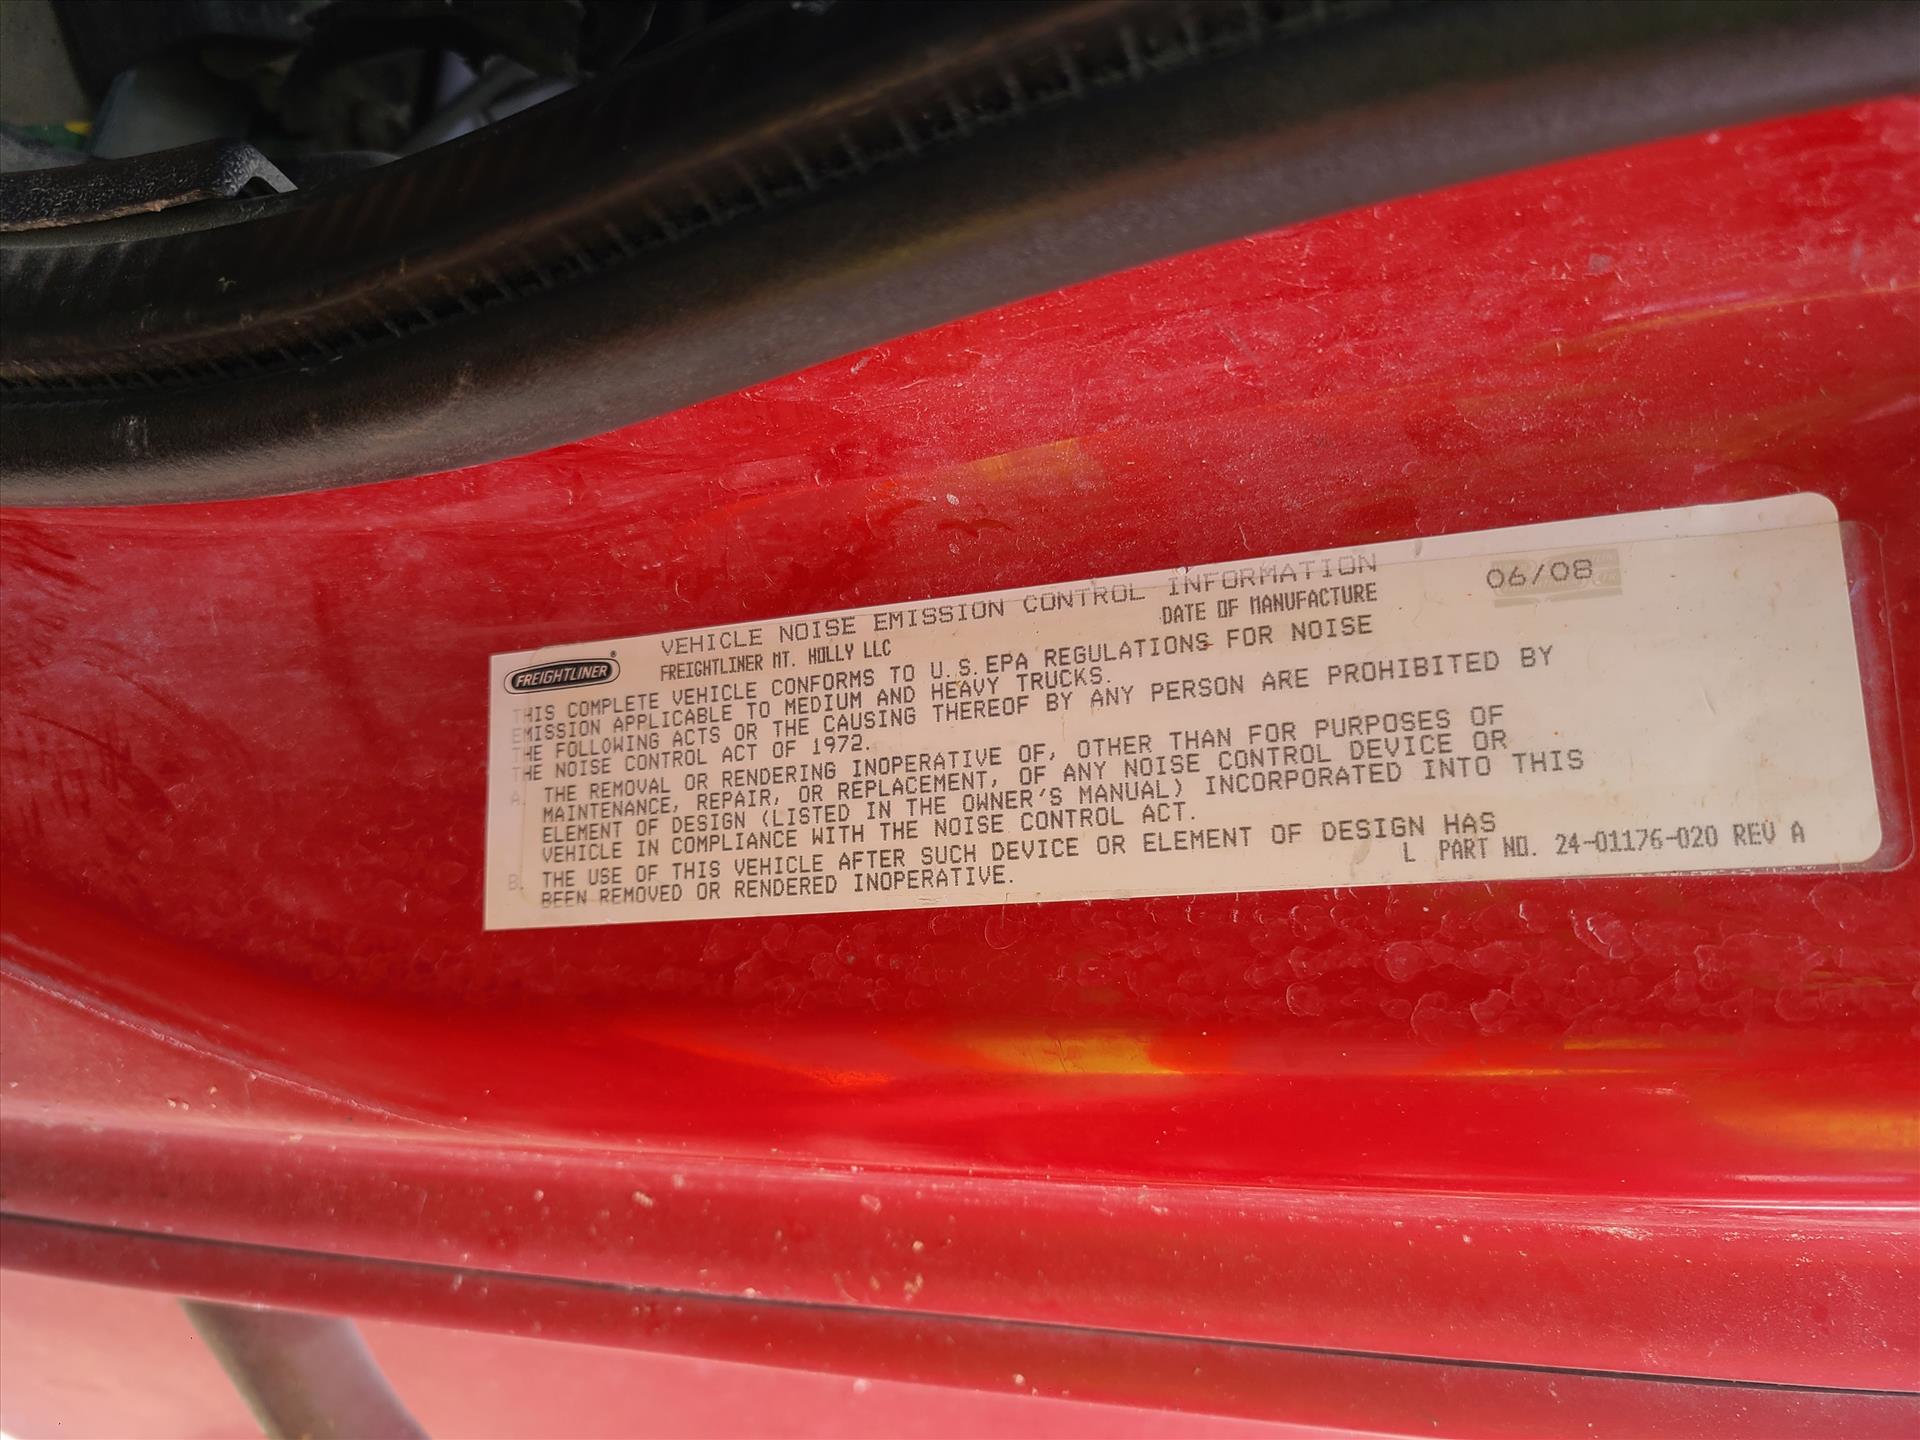 VEHICLE NOISE EMISSION CONTROL INFORMATION
FREIGHTLINER
FREIGHTLINER MT. HOLLY LLC DATE OF MANUFACTURE 06/08
THIS COMPLETE VEHICLE CONFORMS TO U.S.EPA REGULATIONS FOR NOISE
EMISSION APPLICABLE TO MEDIUM AND HEAVY TRUCKS.
THE FOLLOWING ACTS OR THE CAUSING THEREOF BY ANY PERSON ARE PROHIBITED BY
THE NOISE CONTROL ACT OF 1972.
A. THE REMOVAL OR RENDERING INOPERATIVE OF, OTHER THAN FOR PURPOSES OF
MAINTENANCE, REPAIR, OR REPLACEMENT, OF ANY NOISE CONTROL DEVICE OR
ELEMENT OF DESIGN (LISTED IN THE OWNER'S MANUAL) INCORPORATED INTO THIS
VEHICLE IN COMPLIANCE WITH THE NOISE CONTROL ACT.
B. THE USE OF THIS VEHICLE AFTER SUCH DEVICE OR ELEMENT OF DESIGN HAS
BEEN REMOVED OR RENDERED INOPERATIVE.
L PART NO. 24-01176-020 REV A